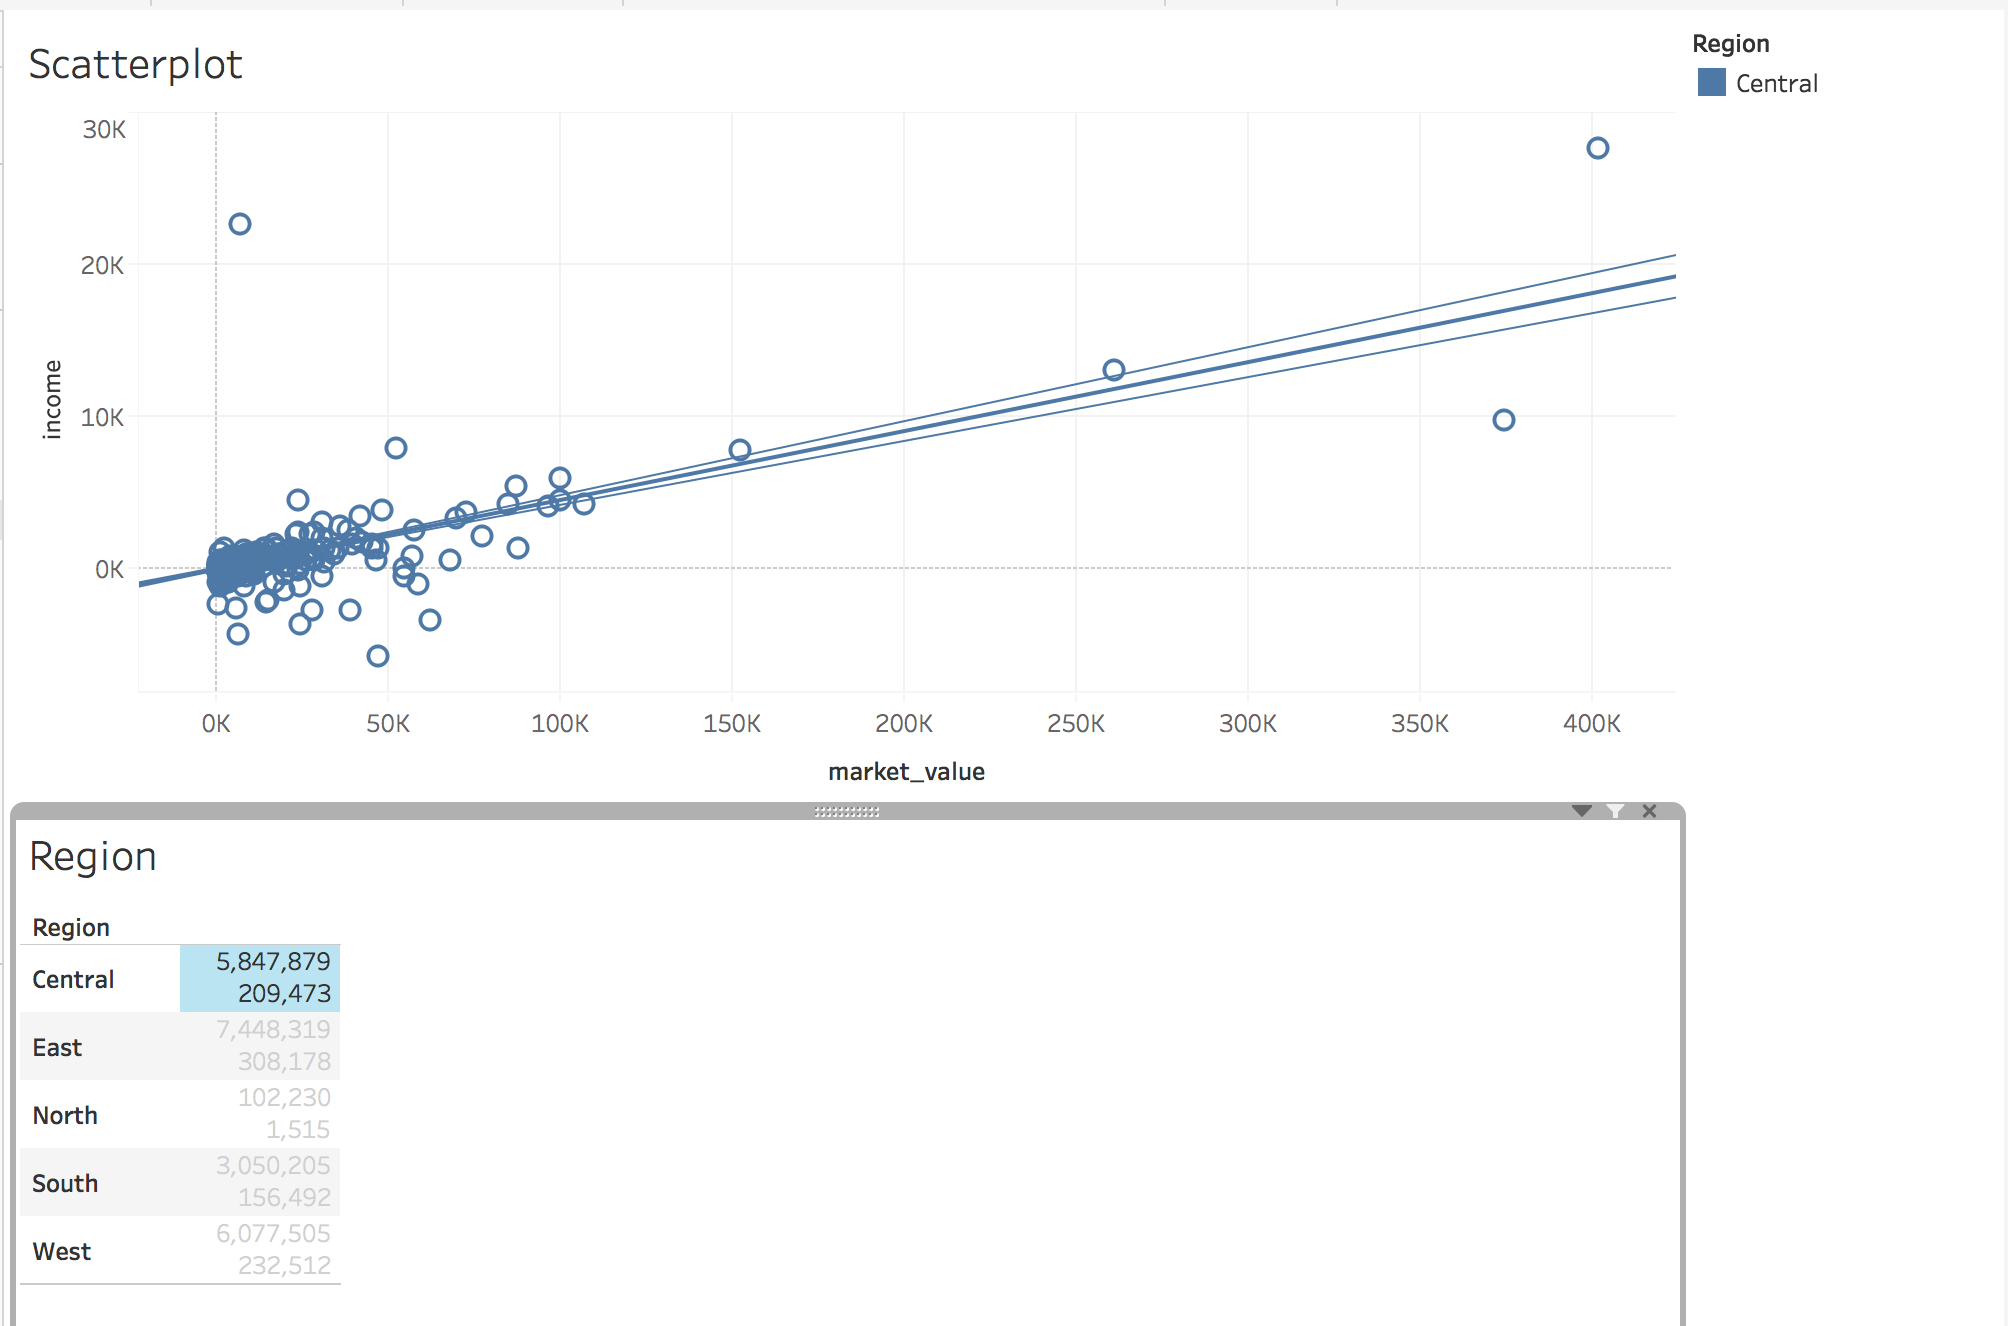 Scatterplot
Region
Central
30K
20K
10K
0K
income
0K 50K 100K 150K 200K 250K 300K 350K 400K
market_value
Region
Region
Central 5,847,879
209,473
East 7,448,319
308,178
North 102,230
1,515
South 3,050,205
156,492
West 6,077,505
232,512